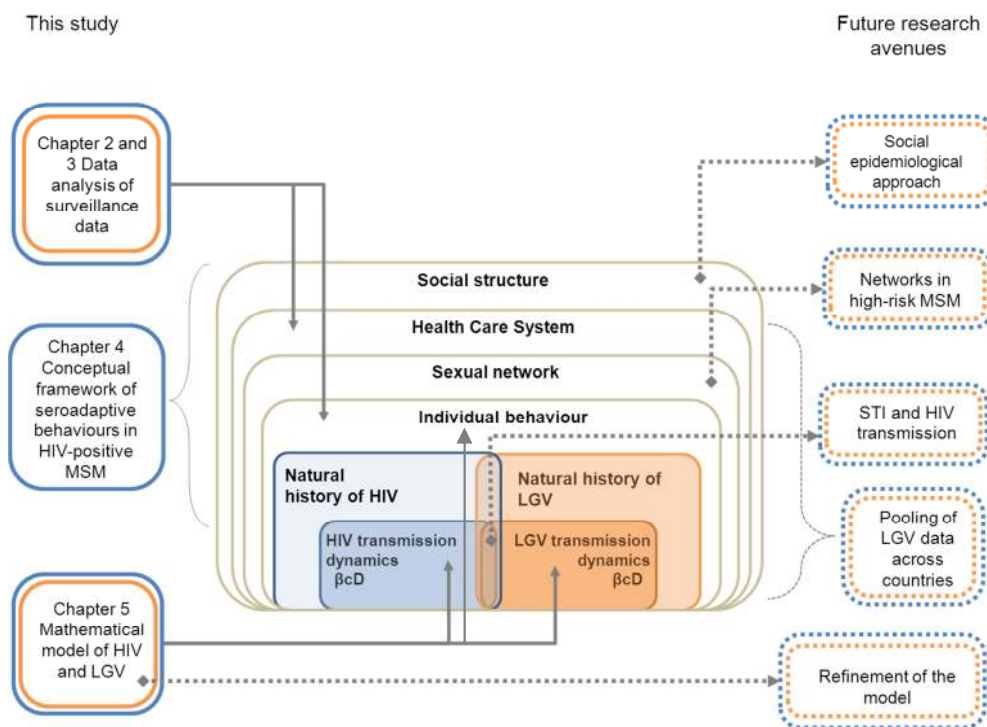 This study
Future research
avenues
Chapter 2 and
3 Data
analysis of
surveillance
data
Chapter 4
Conceptual
framework of
seroadaptive
behaviours in
HIV-positive
MSM
Chapter 5
Mathematical
model of HIV
and LGV
Social structure
Health Care System
Sexual network
Individual behaviour
Natural
history of HIV
Natural history of
LGV
HIV transmission
dynamics
βcD
LGV transmission
dynamics
βcD
Social
epidemiological
approach
Networks in
high-risk MSM
STI and HIV
transmission
Pooling of
LGV data
across
countries
Refinement of the
model